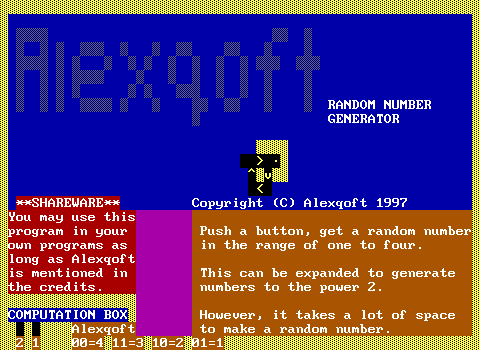 Alexqoft
RANDOM NUMBER
GENERATOR
**SHAREWARE**
Copyright (C) Alexqoft 1997
You may use this
program in your
own programs as
long as Alexqoft
is mentioned in
the credits.
Push a button, get a random number
in the range of one to four.
This can be expanded to generate
numbers to the power 2.
However, it takes a lot of space
to make a random number.
COMPUTATION BOX
Alexqoft
2 1 00=4 11=3 10=2 01=1